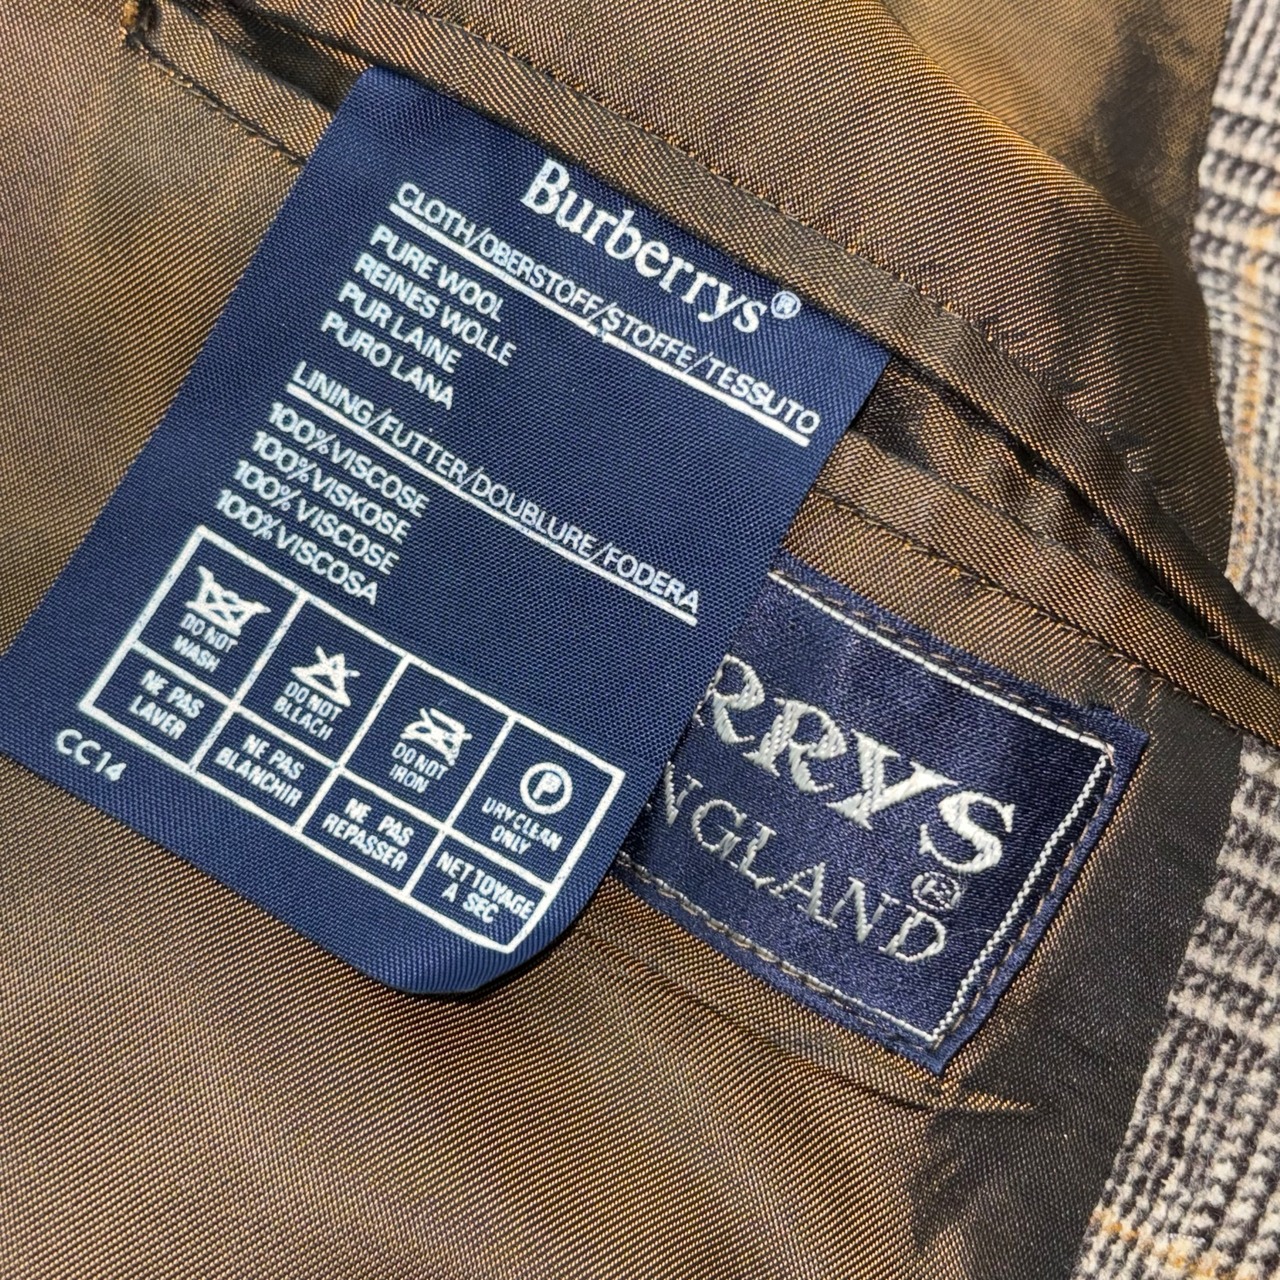 Burberrys®
CLOTH/OBERSTOFF/STOFFE/TESSUTO
PURE WOOL
REINES WOLLE
PUR LAINE
PURO LANA
LINING/FUTTER/DOUBLURE/FODERA
100%VISCOSE
100%VISKOSE
100% VISCOSE
100%VISCOSA
DO NOT
WASH
DO NOT
BLLACH
DO NOT
IRON
P
DRY CLEAN
ONLY
NE PAS
LAVER
NE PAS
BLANCHIR
NE PAS
REPASSER
NETTOYAGE
A SEC
CC14
RRYS®
NGLAND